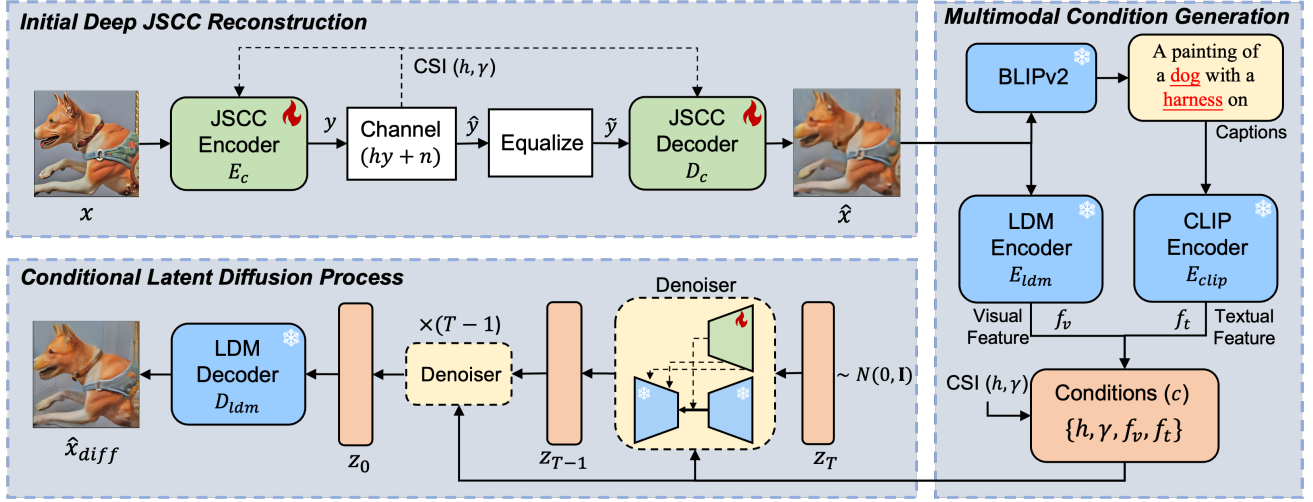 Initial Deep JSCC Reconstruction
CSI (h, γ)
x
JSCC
Encoder
E_c
y
Channel
(hy + n)
ŷ
Equalize
ỹ
JSCC
Decoder
D_c
x̂
Multimodal Condition Generation
BLIPv2
A painting of
a dog with a
harness on
Captions
LDM
Encoder
E_ldm
CLIP
Encoder
E_clip
Visual
Feature
f_v
f_t
Textual
Feature
CSI (h, γ)
Conditions (c)
{h, γ, f_v, f_t}
Conditional Latent Diffusion Process
x̂_diff
LDM
Decoder
D_ldm
z_0
×(T − 1)
Denoiser
z_{T−1}
Denoiser
z_T
~ N(0, I)